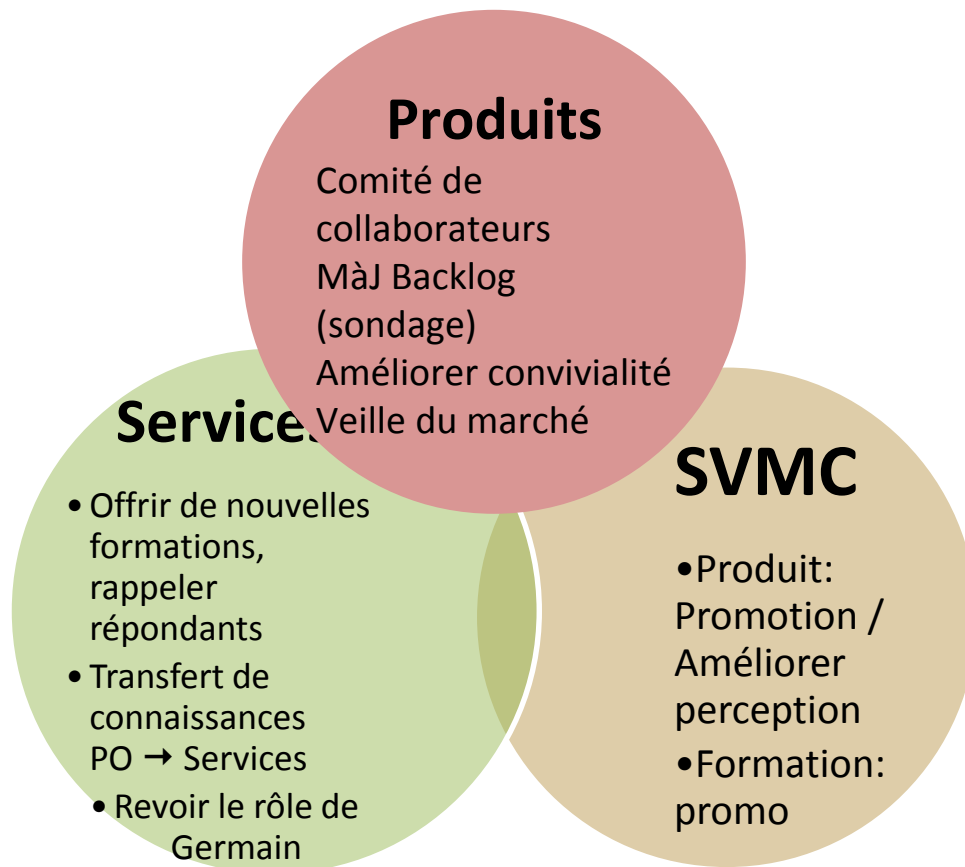 Produits
Comité de
collaborateurs
MàJ Backlog
(sondage)
Améliorer convivialité
Veille du marché
Services
• Offrir de nouvelles
formations,
rappeler
répondants
• Transfert de
connaissances
PO → Services
• Revoir le rôle de
Germain
SVMC
•Produit:
Promotion /
Améliorer
perception
•Formation:
promo